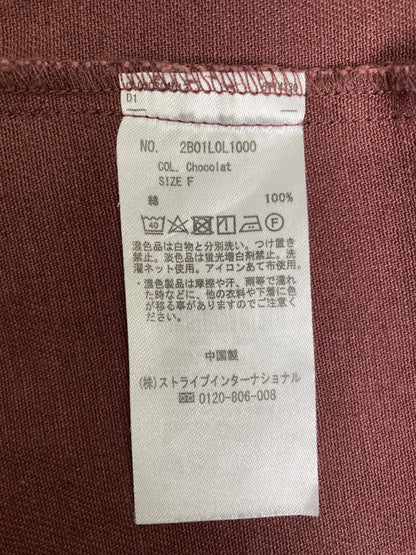 D1
NO. 2B01L0L1000
COL. Chocolat
SIZE F
綿 100%
40 F
濃色品は白物と分別洗い。つけ置き
禁止。淡色品は蛍光増白剤禁止。洗
濯ネット使用。アイロンあて布使用。
・濃色製品は摩擦や汗、雨等で濡れ
た時などに、他の衣料や下着に色
が移る事がありますのでご注意く
ださい。
中国製
(株)ストライプインターナショナル
0120-806-008